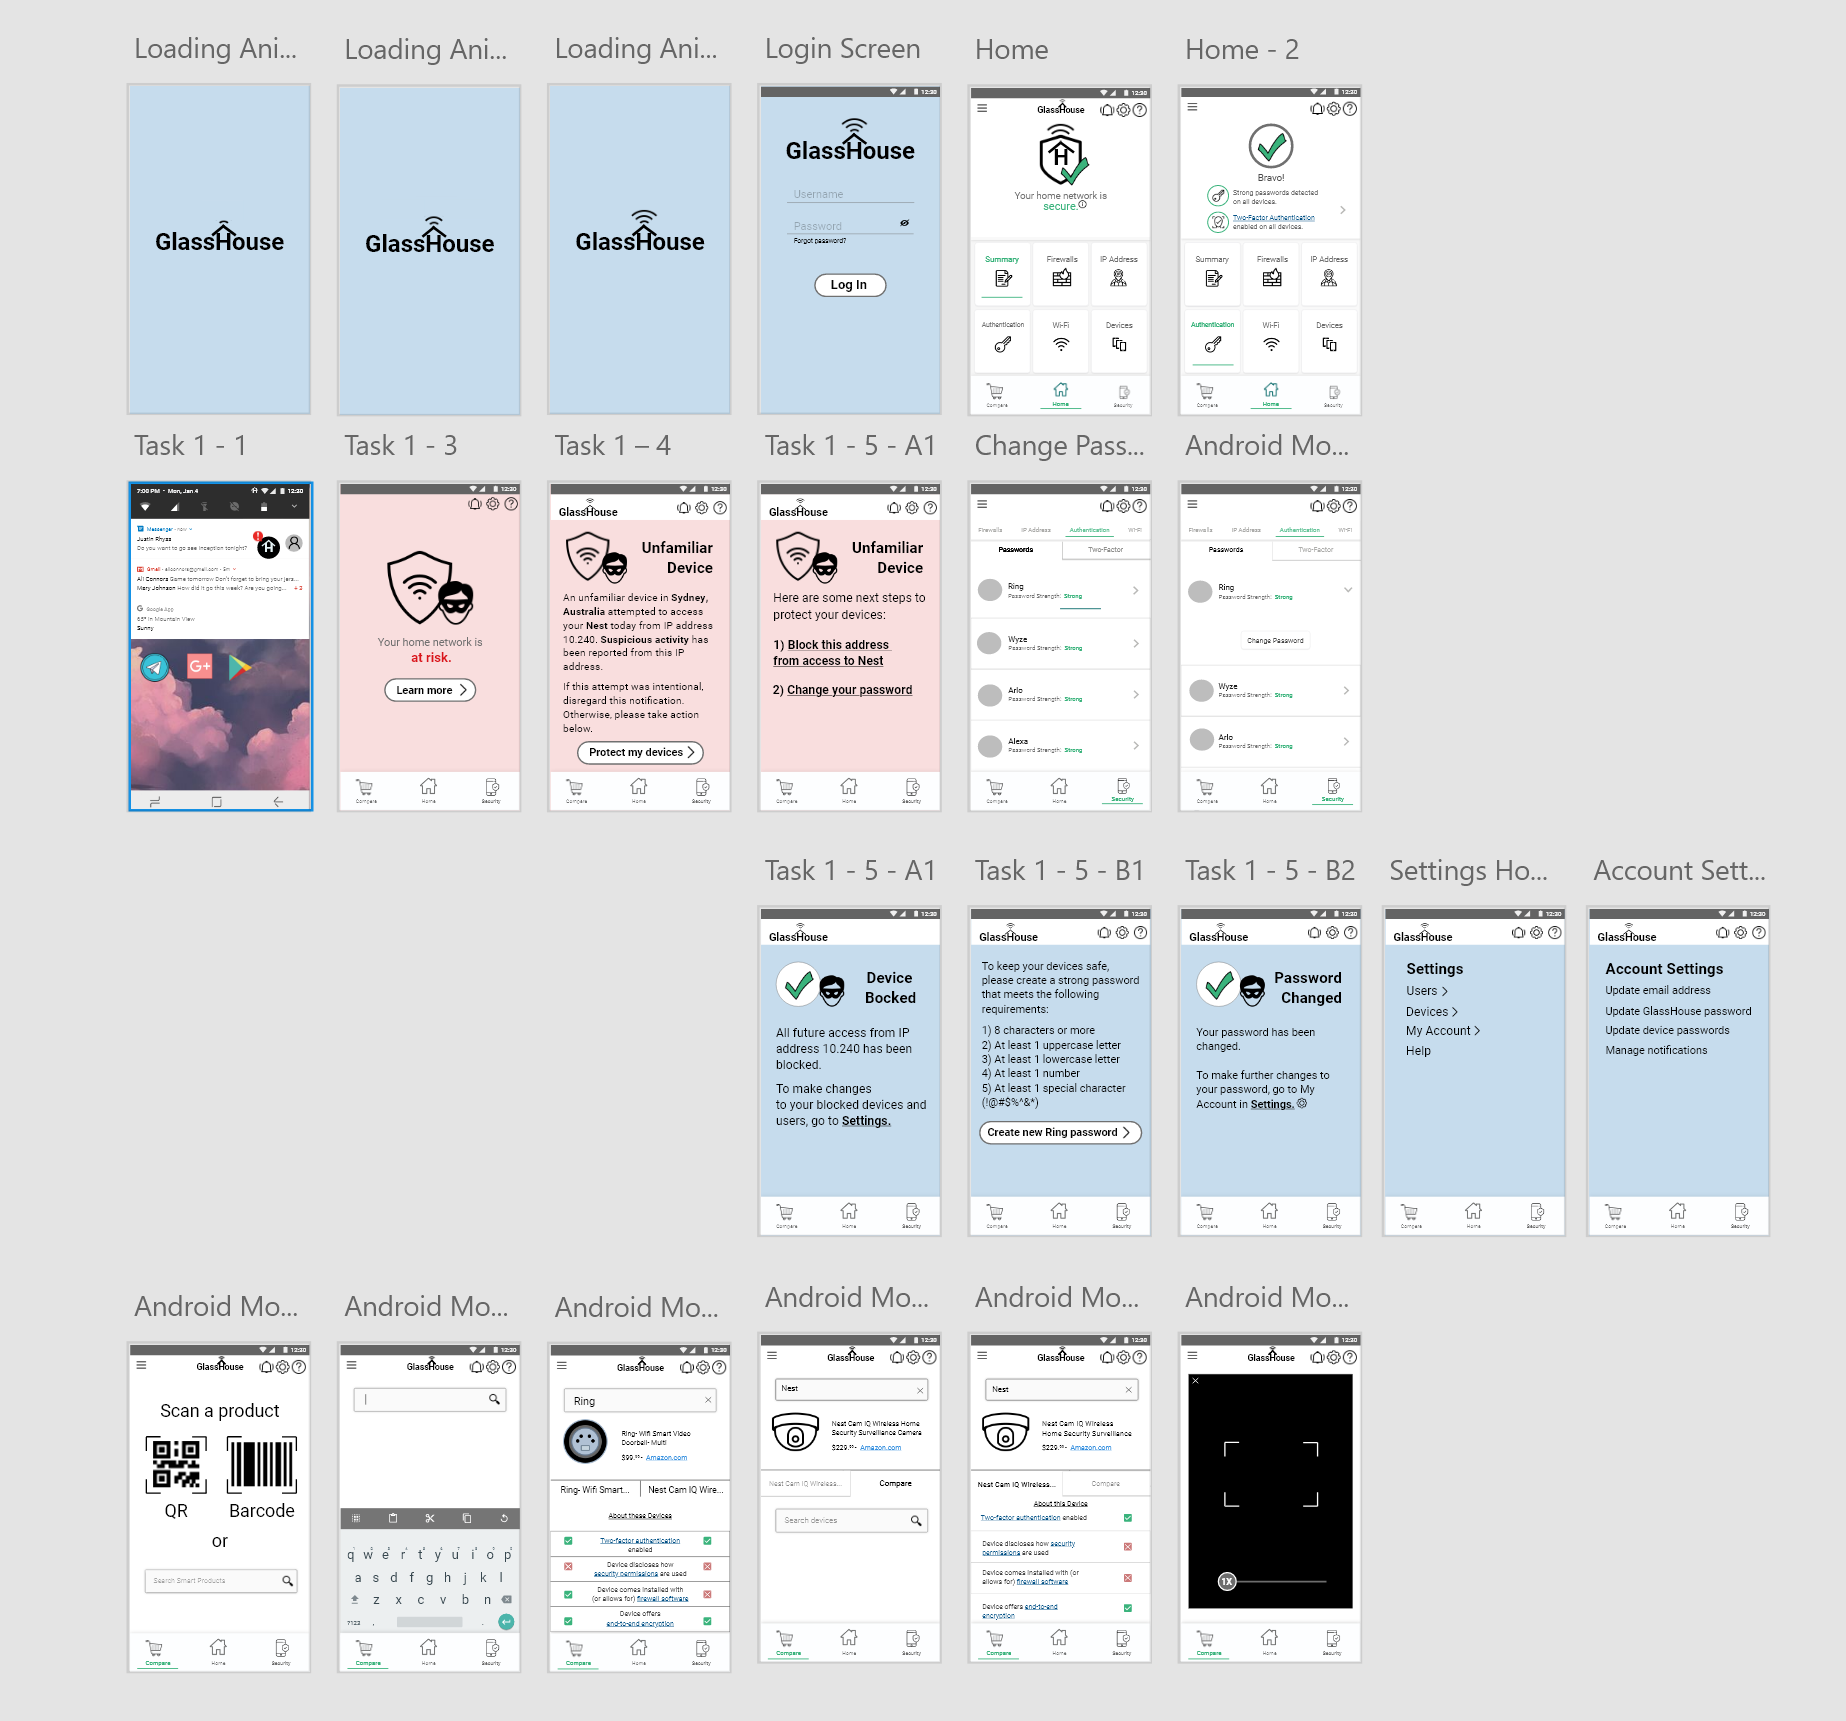 Loading Ani...
Loading Ani...
Loading Ani...
Login Screen
Home
Home - 2
GlassHouse
GlassHouse
GlassHouse
12:30
GlassHouse
Username
Password
Forgot password?
Log In
12:30
GlassHouse
Your home network is
secure.
Summary
Firewalls
IP Address
Authentication
Wi-Fi
Devices
Compare
Home
Security
12:30
Bravo!
Strong passwords detected
on all devices.
Two-Factor Authentication
enabled on all devices.
Summary
Firewalls
IP Address
Authentication
Wi-Fi
Devices
Compare
Home
Security
Task 1 - 1
Task 1 - 3
Task 1 – 4
Task 1 - 5 - A1
Change Pass...
Android Mo...
7:00 PM • Mon, Jan 4
12:30
Messenger • now
Justin Rhyss
Do you want to go see Inception tonight?
Gmail • aliconnors@gmail.com • 5m
Ali Connors Game tomorrow Don't forget to bring your jers...
Mary Johnson How did it go this week? Are you going...
+3
Google App
65° in Mountain View
Sunny
12:30
Your home network is
at risk.
Learn more
Compare
Home
Security
12:30
GlassHouse
Unfamiliar
Device
An unfamiliar device in Sydney,
Australia attempted to access
your Nest today from IP address
10.240. Suspicious activity has
been reported from this IP
address.
If this attempt was intentional,
disregard this notification.
Otherwise, please take action
below.
Protect my devices
Compare
Home
Security
12:30
GlassHouse
Unfamiliar
Device
Here are some next steps to
protect your devices:
1) Block this address
from access to Nest
2) Change your password
Compare
Home
Security
12:30
Firewalls
IP Address
Authentication
Wi-Fi
Passwords
Two-Factor
Ring
Password Strength: Strong
Wyze
Password Strength: Strong
Arlo
Password Strength: Strong
Alexa
Password Strength: Strong
Compare
Home
Security
12:30
Firewalls
IP Address
Authentication
Wi-Fi
Passwords
Two-Factor
Ring
Password Strength: Strong
Change Password
Wyze
Password Strength: Strong
Arlo
Password Strength: Strong
Compare
Home
Security
Task 1 - 5 - A1
Task 1 - 5 - B1
Task 1 - 5 - B2
Settings Ho...
Account Sett...
12:30
GlassHouse
Device
Bocked
All future access from IP
address 10.240 has been
blocked.
To make changes
to your blocked devices and
users, go to Settings.
Compare
Home
Security
12:30
GlassHouse
To keep your devices safe,
please create a strong password
that meets the following
requirements:
1) 8 characters or more
2) At least 1 uppercase letter
3) At least 1 lowercase letter
4) At least 1 number
5) At least 1 special character
(!@#$%^&*)
Create new Ring password
Compare
Home
Security
12:30
GlassHouse
Password
Changed
Your password has been
changed.
To make further changes to
your password, go to My
Account in Settings.
Compare
Home
Security
12:30
GlassHouse
Settings
Users
Devices
My Account
Help
Compare
Home
Security
12:30
GlassHouse
Account Settings
Update email address
Update GlassHouse password
Update device passwords
Manage notifications
Compare
Home
Security
Android Mo...
Android Mo...
Android Mo...
Android Mo...
Android Mo...
Android Mo...
12:30
GlassHouse
Scan a product
QR
Barcode
or
Search Smart Products
Compare
Home
Security
12:30
GlassHouse
q w e r t y u i o p
a s d f g h j k l
z x c v b n
?123 , .
Compare
Home
Security
12:30
GlassHouse
Ring
Ring- Wifi Smart Video
Doorbell- Multi
$99.99- Amazon.com
Ring- Wifi Smart...
Nest Cam IQ Wire...
About these Devices
Two-factor authentication
enabled
Device discloses how
security permissions are used
Device comes installed with
(or allows for) firewall software
Device offers
end-to-end encryption
Compare
Home
Security
12:30
GlassHouse
Nest
Nest Cam IQ Wireless Home
Security Surveillance Camera
$229.99- Amazon.com
Nest Cam IQ Wireless...
Compare
Search devices
Compare
Home
Security
12:30
GlassHouse
Nest
Nest Cam IQ Wireless
Home Security Surveillance
$229.99- Amazon.com
Nest Cam IQ Wireless...
Compare
About this Device
Two-factor authentication enabled
Device discloses how security
permissions are used
Device comes installed with (or
allows for) firewall software
Device offers end-to-end
encryption
Compare
Home
Security
12:30
GlassHouse
1X
Compare
Home
Security